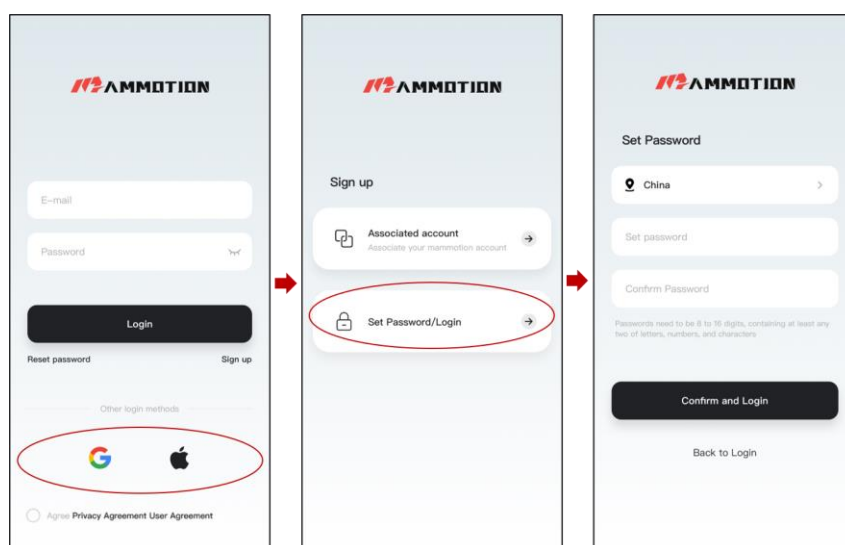 MAMMOTION
E-mail
Password
Login
Reset password
Sign up
Other login methods
Agree Privacy Agreement User Agreement
MAMMOTION
Sign up
Associated account
Associate your mammotion account
Set Password/Login
MAMMOTION
Set Password
China
Set password
Confirm Password
Passwords need to be 8 to 16 digits, containing at least any
two of letters, numbers, and characters
Confirm and Login
Back to Login